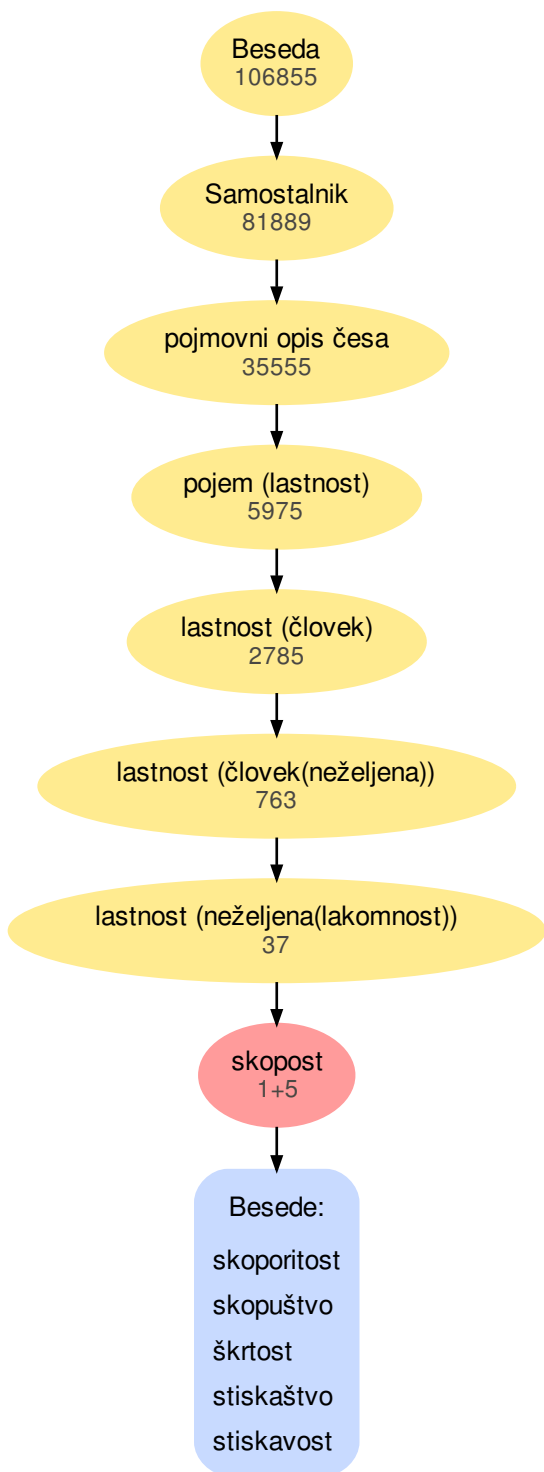 Beseda
106855
Samostalnik
81889
pojmovni opis česa
35555
pojem (lastnost)
5975
lastnost (človek)
2785
lastnost (človek(neželjena))
763
lastnost (neželjena(lakomnost))
37
skopost
1+5
Besede:
skoporitost
skopuštvo
škrtost
stiskaštvo
stiskavost